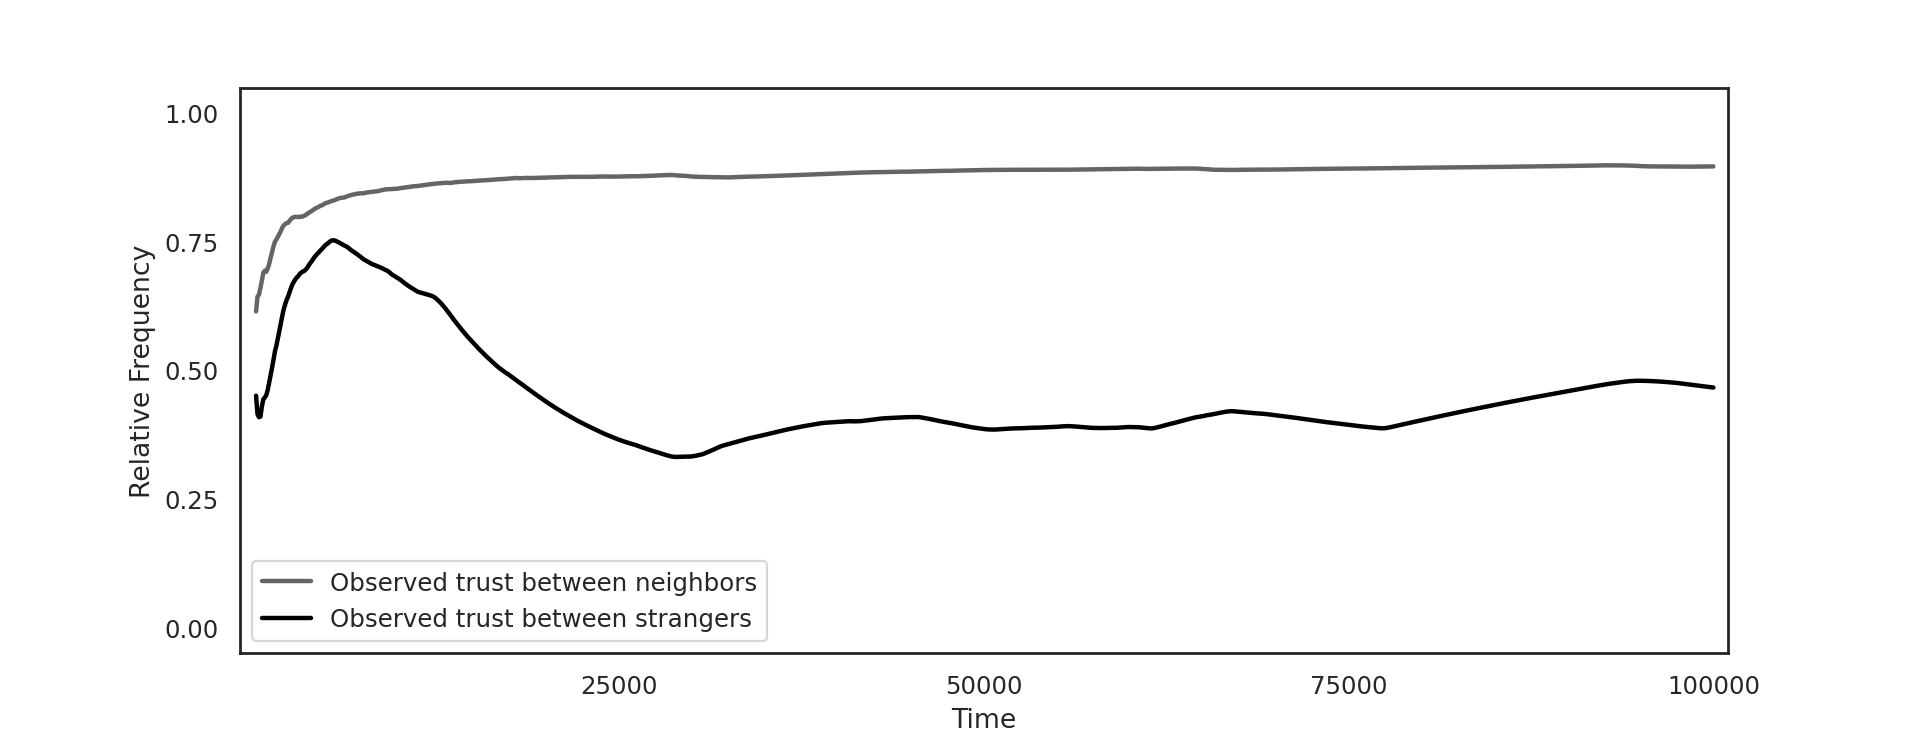 1.00
0.75
0.50
0.25
0.00
Relative Frequency
Observed trust between neighbors
Observed trust between strangers
25000
50000
75000
100000
Time